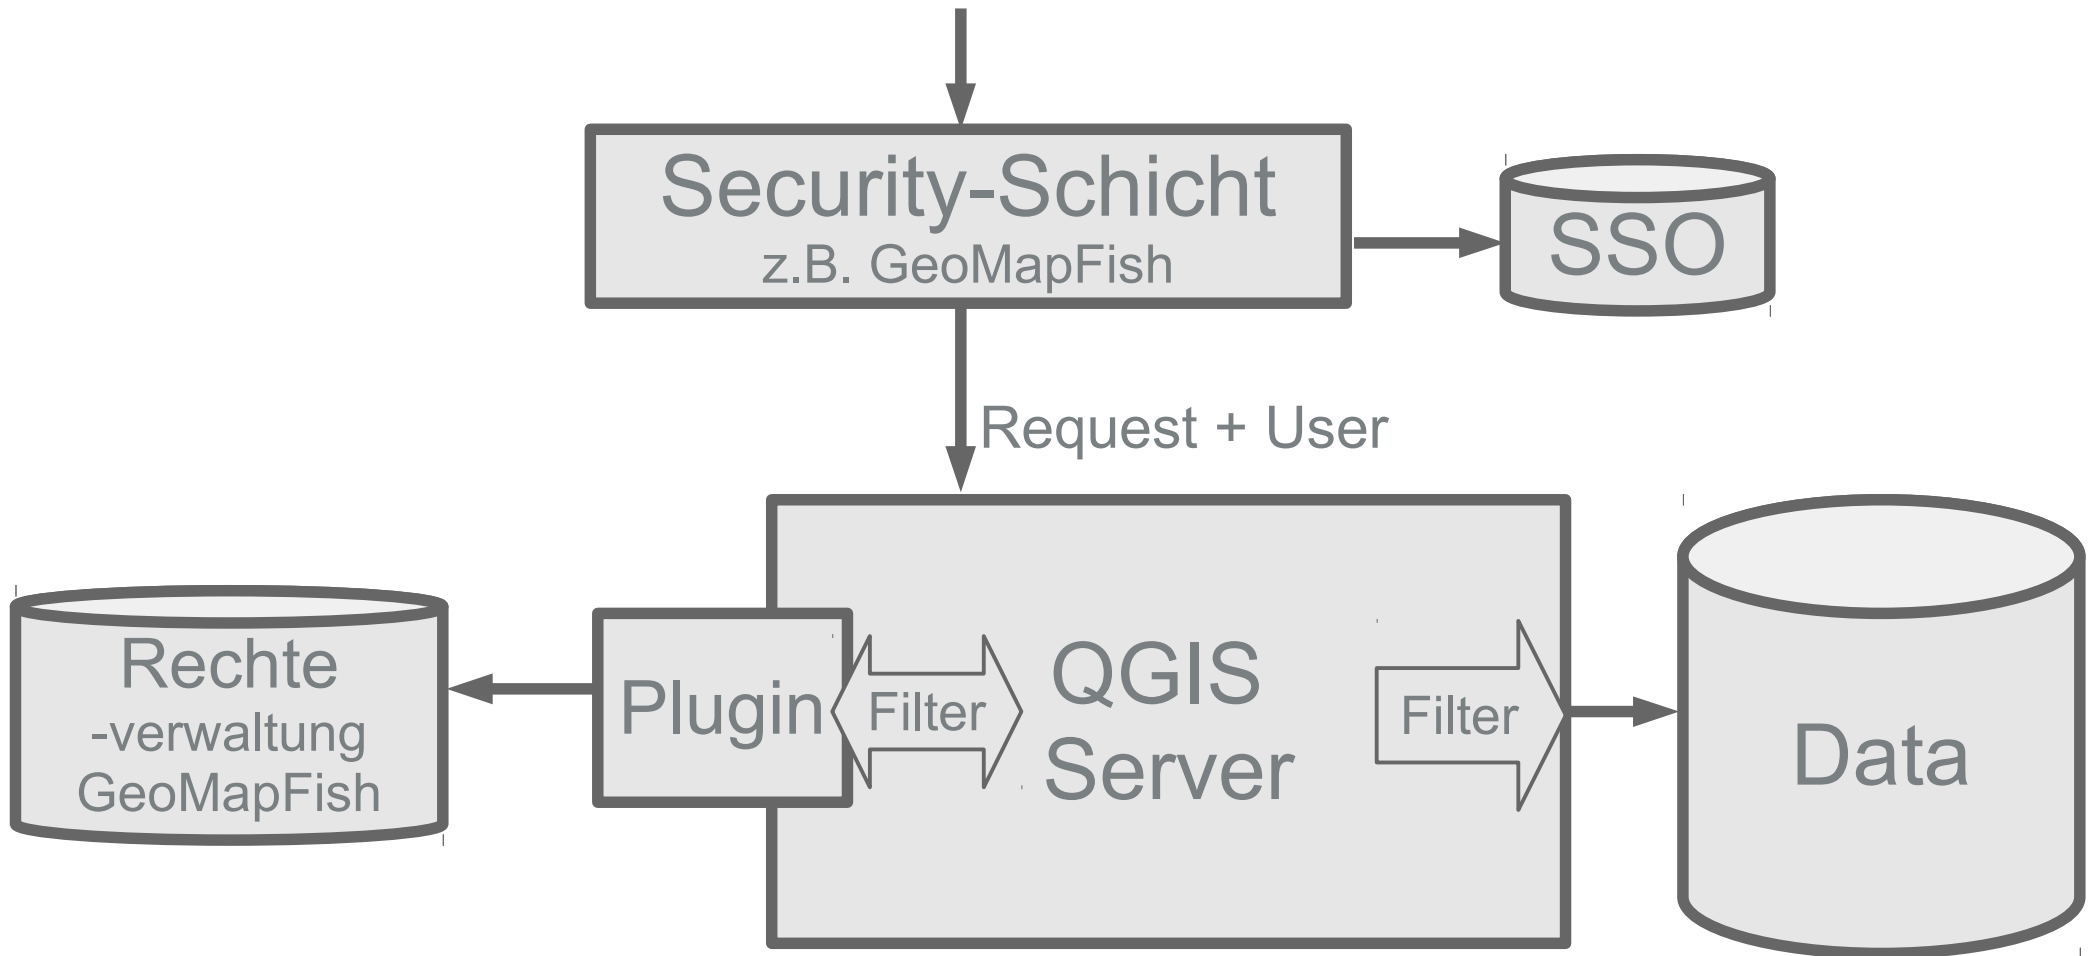 Security-Schicht
z.B. GeoMapFish
SSO
Request + User
Rechte
-verwaltung
GeoMapFish
Plugin
Filter
QGIS
Server
Filter
Data